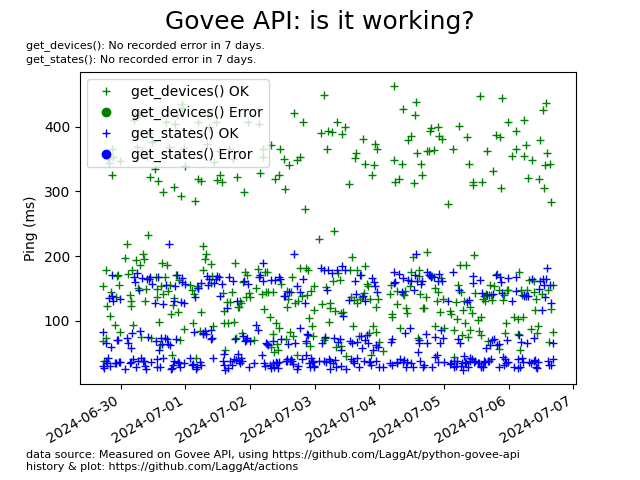 Govee API: is it working?
get_devices(): No recorded error in 7 days.
get_states(): No recorded error in 7 days.
get_devices() OK
get_devices() Error
get_states() OK
get_states() Error
Ping (ms)
400
300
200
100
2024-06-30
2024-07-01
2024-07-02
2024-07-03
2024-07-04
2024-07-05
2024-07-06
2024-07-07
data source: Measured on Govee API, using https://github.com/LaggAt/python-govee-api
history & plot: https://github.com/LaggAt/actions